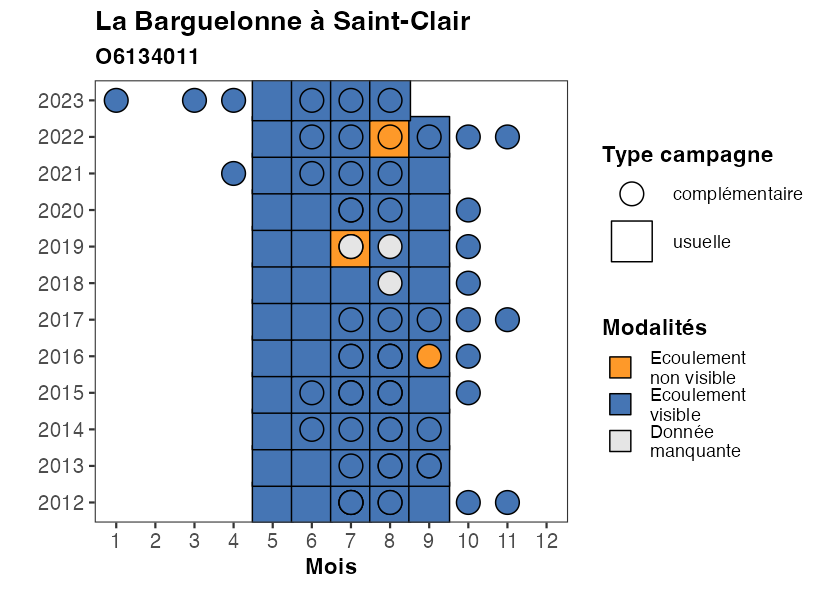 La Barguelonne à Saint-Clair
O6134011
2023
2022
2021
2020
2019
2018
2017
2016
2015
2014
2013
2012
1 2 3 4 5 6 7 8 9 10 11 12
Mois
Type campagne
complémentaire
usuelle
Modalités
Ecoulement
non visible
Ecoulement
visible
Donnée
manquante